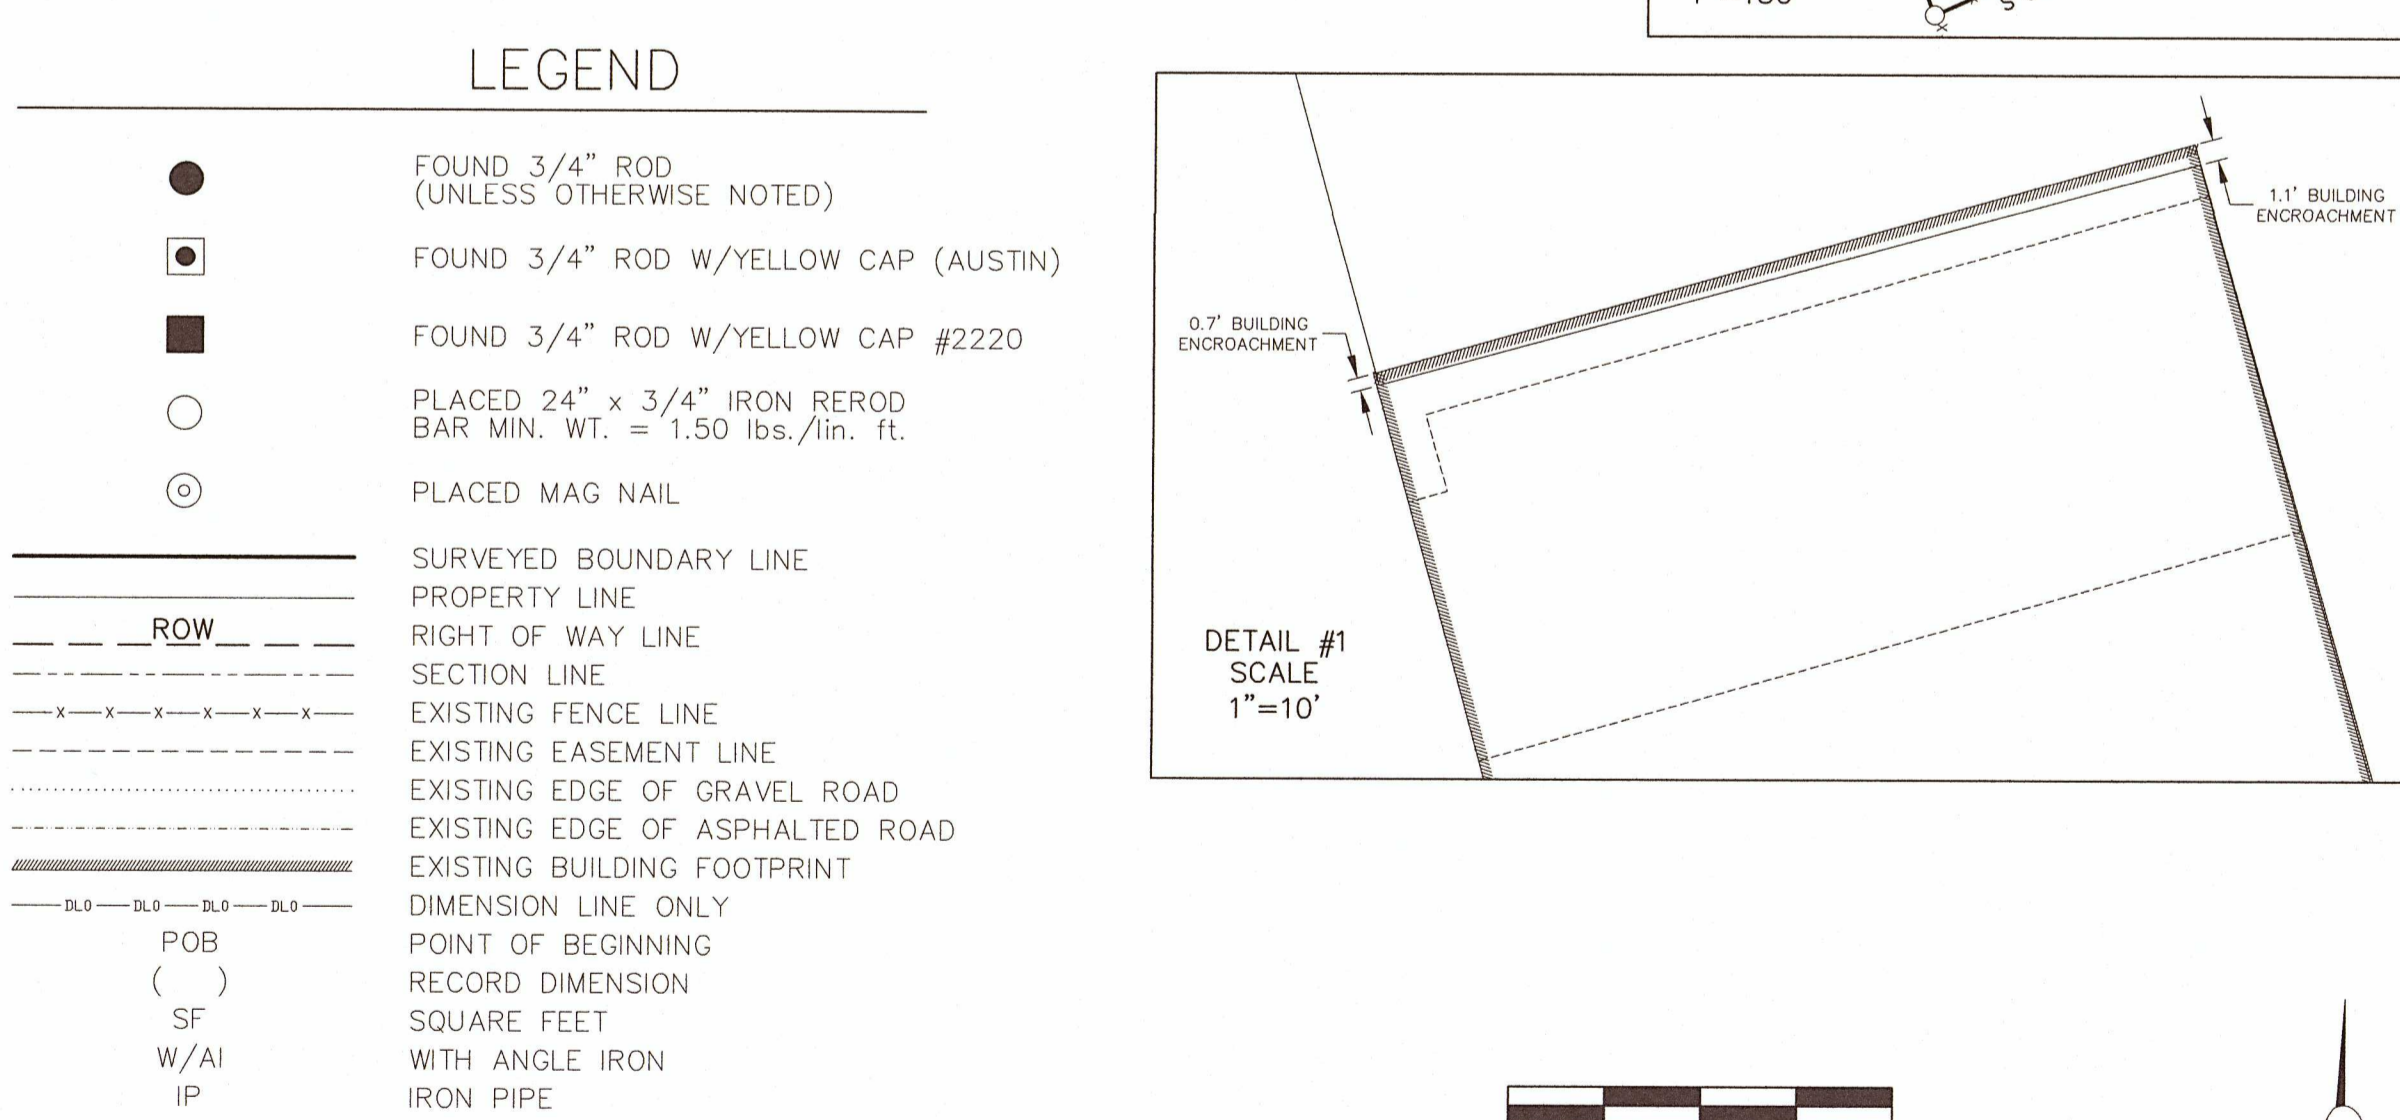 LEGEND
FOUND 3/4" ROD
(UNLESS OTHERWISE NOTED)
FOUND 3/4" ROD W/YELLOW CAP (AUSTIN)
FOUND 3/4" ROD W/YELLOW CAP #2220
PLACED 24" x 3/4" IRON REROD
BAR MIN. WT. = 1.50 lbs./lin. ft.
PLACED MAG NAIL
SURVEYED BOUNDARY LINE
PROPERTY LINE
ROW RIGHT OF WAY LINE
SECTION LINE
x x x x x x EXISTING FENCE LINE
EXISTING EASEMENT LINE
EXISTING EDGE OF GRAVEL ROAD
EXISTING EDGE OF ASPHALTED ROAD
EXISTING BUILDING FOOTPRINT
DLO DLO DLO DLO DIMENSION LINE ONLY
POB POINT OF BEGINNING
( ) RECORD DIMENSION
SF SQUARE FEET
W/AI WITH ANGLE IRON
IP IRON PIPE
1.1' BUILDING
ENCROACHMENT
0.7' BUILDING
ENCROACHMENT
DETAIL #1
SCALE
1"=10'